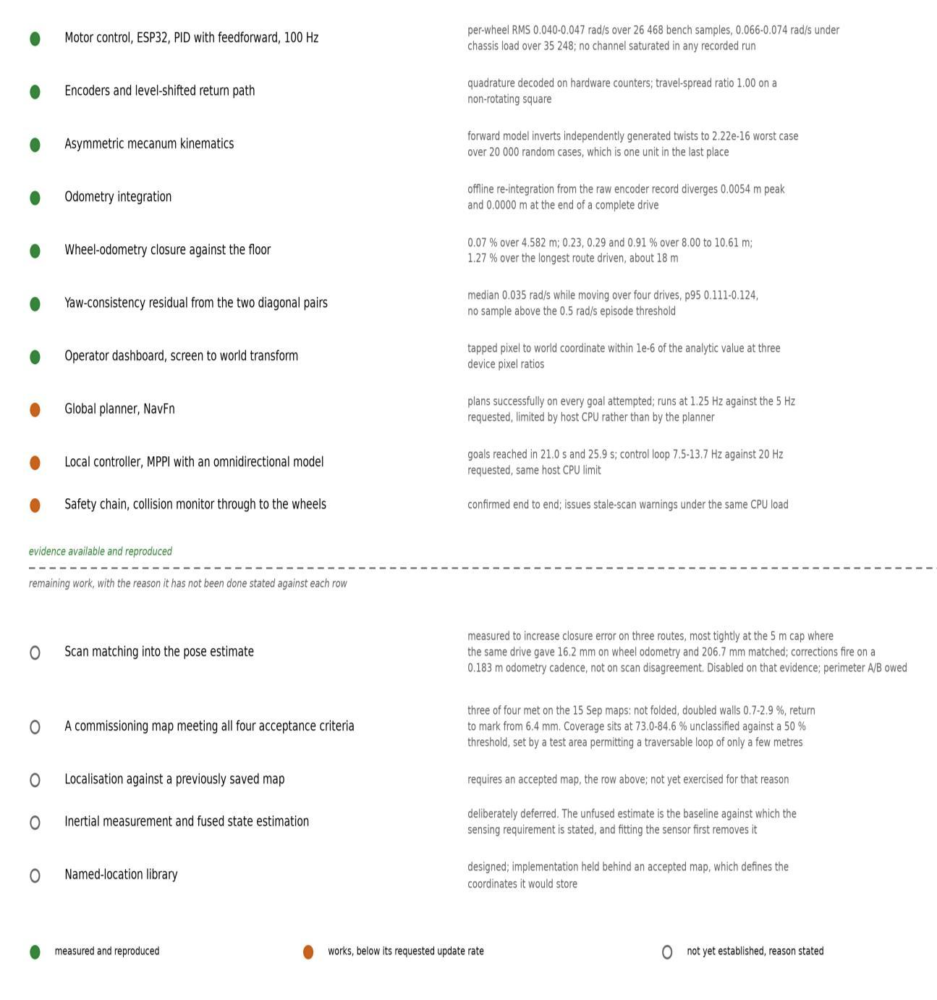 Motor control, ESP32, PID with feedforward, 100 Hz
per-wheel RMS 0.040-0.047 rad/s over 26 468 bench samples, 0.066-0.074 rad/s under
chassis load over 35 248; no channel saturated in any recorded run
Encoders and level-shifted return path
quadrature decoded on hardware counters; travel-spread ratio 1.00 on a
non-rotating square
Asymmetric mecanum kinematics
forward model inverts independently generated twists to 2.22e-16 worst case
over 20 000 random cases, which is one unit in the last place
Odometry integration
offline re-integration from the raw encoder record diverges 0.0054 m peak
and 0.0000 m at the end of a complete drive
Wheel-odometry closure against the floor
0.07 % over 4.582 m; 0.23, 0.29 and 0.91 % over 8.00 to 10.61 m;
1.27 % over the longest route driven, about 18 m
Yaw-consistency residual from the two diagonal pairs
median 0.035 rad/s while moving over four drives, p95 0.111-0.124,
no sample above the 0.5 rad/s episode threshold
Operator dashboard, screen to world transform
tapped pixel to world coordinate within 1e-6 of the analytic value at three
device pixel ratios
Global planner, NavFn
plans successfully on every goal attempted; runs at 1.25 Hz against the 5 Hz
requested, limited by host CPU rather than by the planner
Local controller, MPPI with an omnidirectional model
goals reached in 21.0 s and 25.9 s; control loop 7.5-13.7 Hz against 20 Hz
requested, same host CPU limit
Safety chain, collision monitor through to the wheels
confirmed end to end; issues stale-scan warnings under the same CPU load
evidence available and reproduced
remaining work, with the reason it has not been done stated against each row
Scan matching into the pose estimate
measured to increase closure error on three routes, most tightly at the 5 m cap where
the same drive gave 16.2 mm on wheel odometry and 206.7 mm matched; corrections fire on a
0.183 m odometry cadence, not on scan disagreement. Disabled on that evidence; perimeter A/B owed
A commissioning map meeting all four acceptance criteria
three of four met on the 15 Sep maps: not folded, doubled walls 0.7-2.9 %, return
to mark from 6.4 mm. Coverage sits at 73.0-84.6 % unclassified against a 50 %
threshold, set by a test area permitting a traversable loop of only a few metres
Localisation against a previously saved map
requires an accepted map, the row above; not yet exercised for that reason
Inertial measurement and fused state estimation
deliberately deferred. The unfused estimate is the baseline against which the
sensing requirement is stated, and fitting the sensor first removes it
Named-location library
designed; implementation held behind an accepted map, which defines the
coordinates it would store
measured and reproduced
works, below its requested update rate
not yet established, reason stated